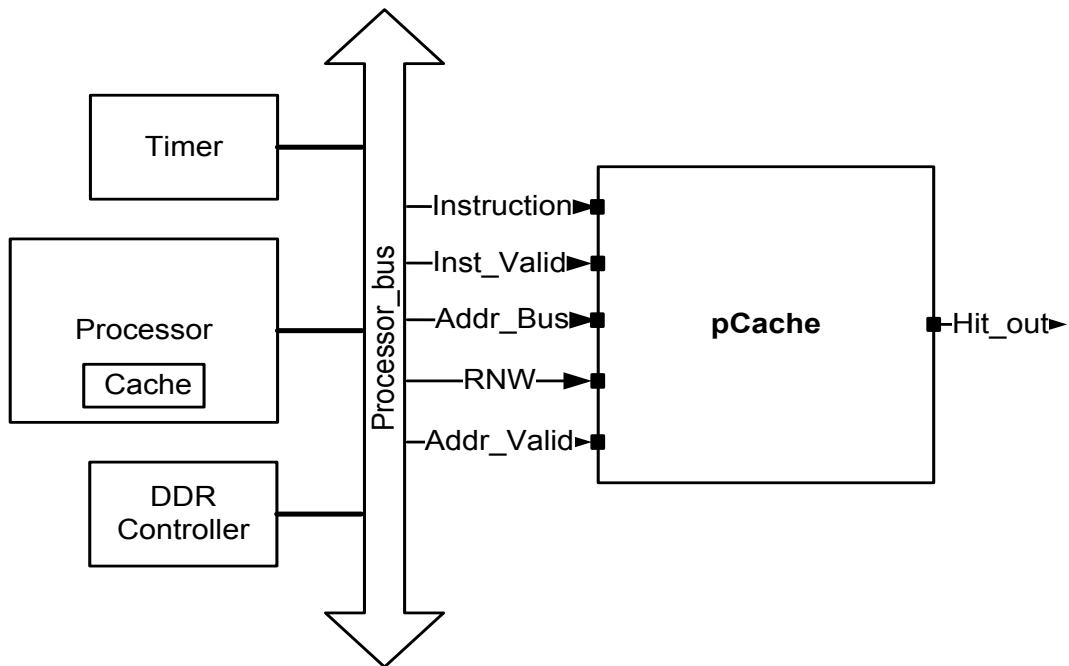 Timer
Processor
Cache
DDR
Controller
Processor_bus
Instruction
Inst_Valid
Addr_Bus
RNW
Addr_Valid
pCache
Hit_out